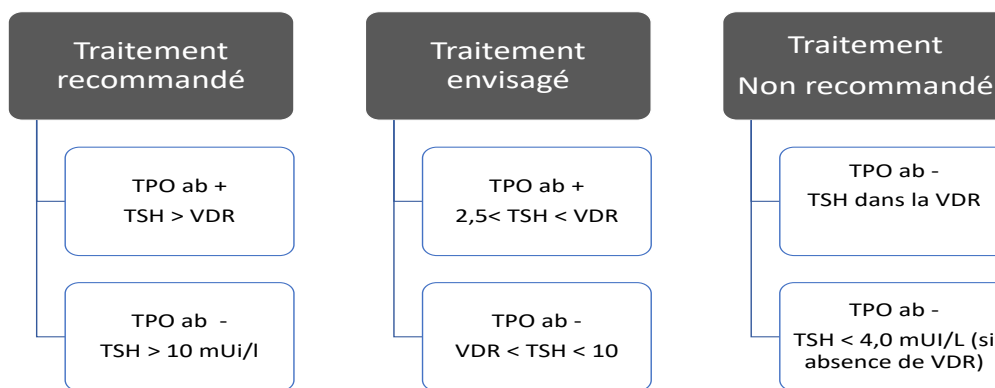 Traitement
recommandé
TPO ab +
TSH > VDR
TPO ab -
TSH > 10 mUi/l
Traitement
envisagé
TPO ab +
2,5< TSH < VDR
TPO ab -
VDR < TSH < 10
Traitement
Non recommandé
TPO ab -
TSH dans la VDR
TPO ab -
TSH < 4,0 mUI/L (si
absence de VDR)